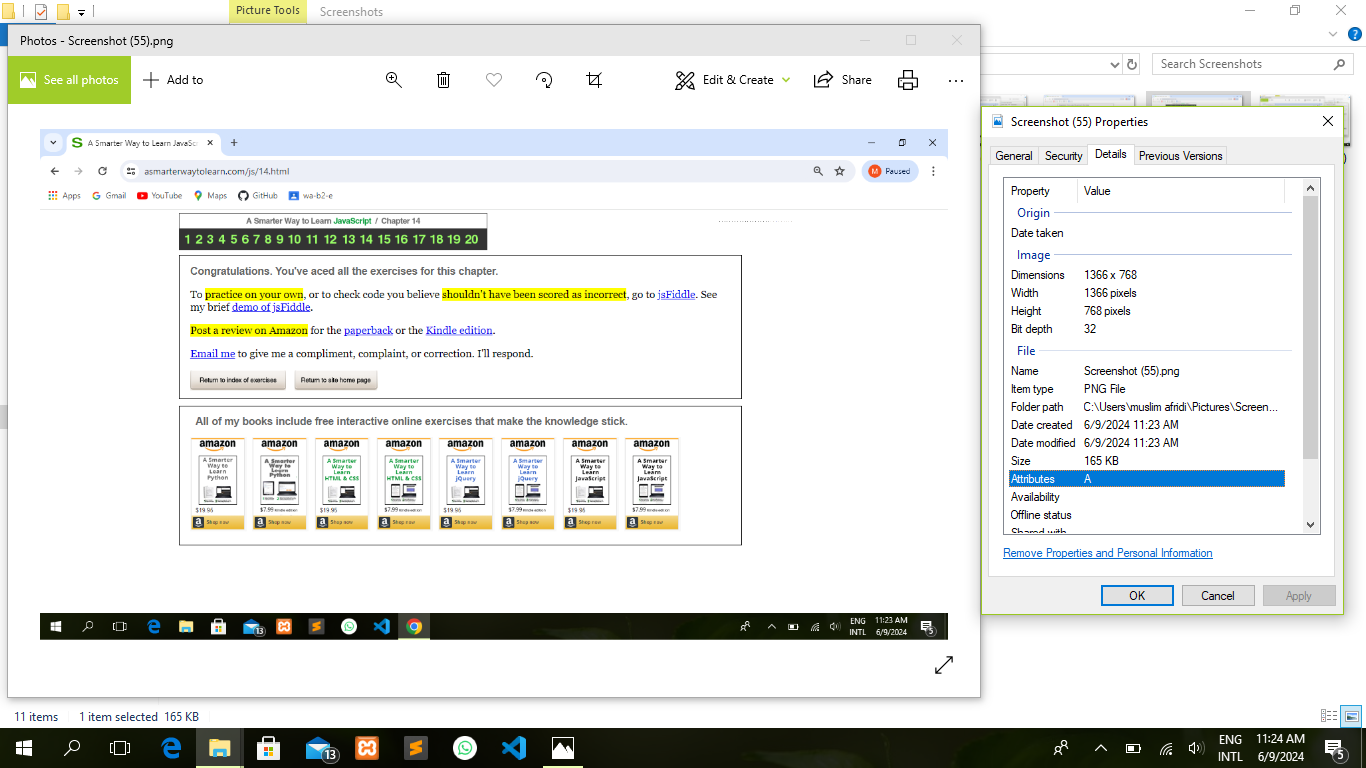 Picture Tools
Screenshots
Photos - Screenshot (55).png
See all photos
Add to
Edit & Create
Share
Search Screenshots
A Smarter Way to Learn JavaSc
asmarterwaytolearn.com/js/14.html
M Paused
Apps
Gmail
YouTube
Maps
GitHub
wa-b2-e
A Smarter Way to Learn JavaScript / Chapter 14
1 2 3 4 5 6 7 8 9 10 11 12 13 14 15 16 17 18 19 20
Congratulations. You've aced all the exercises for this chapter.
To practice on your own, or to check code you believe shouldn't have been scored as incorrect, go to jsFiddle. See
my brief demo of jsFiddle.
Post a review on Amazon for the paperback or the Kindle edition.
Email me to give me a compliment, complaint, or correction. I'll respond.
Return to index of exercises
Return to site home page
All of my books include free interactive online exercises that make the knowledge stick.
amazon amazon amazon amazon amazon amazon amazon amazon
A Smarter Way to Learn Python
A Smarter Way to Learn Python
A Smarter Way to Learn HTML & CSS
A Smarter Way to Learn HTML & CSS
A Smarter Way to Learn jQuery
A Smarter Way to Learn jQuery
A Smarter Way to Learn JavaScript
A Smarter Way to Learn JavaScript
$19.95 $7.99 Kindle edition $19.95 $7.99 Kindle edition $19.95 $7.99 Kindle edition $19.95 $7.99 Kindle edition
Shop now Shop now Shop now Shop now Shop now Shop now Shop now Shop now
13
ENG
INTL
11:23 AM
6/9/2024
5
Screenshot (55) Properties
General
Security
Details
Previous Versions
Property Value
Origin
Date taken
Image
Dimensions 1366 x 768
Width 1366 pixels
Height 768 pixels
Bit depth 32
File
Name Screenshot (55).png
Item type PNG File
Folder path C:\Users\muslim afridi\Pictures\Screen...
Date created 6/9/2024 11:23 AM
Date modified 6/9/2024 11:23 AM
Size 165 KB
Attributes A
Availability
Offline status
Shared with
Remove Properties and Personal Information
OK
Cancel
Apply
11 items
1 item selected 165 KB
13
ENG
INTL
11:24 AM
6/9/2024
5